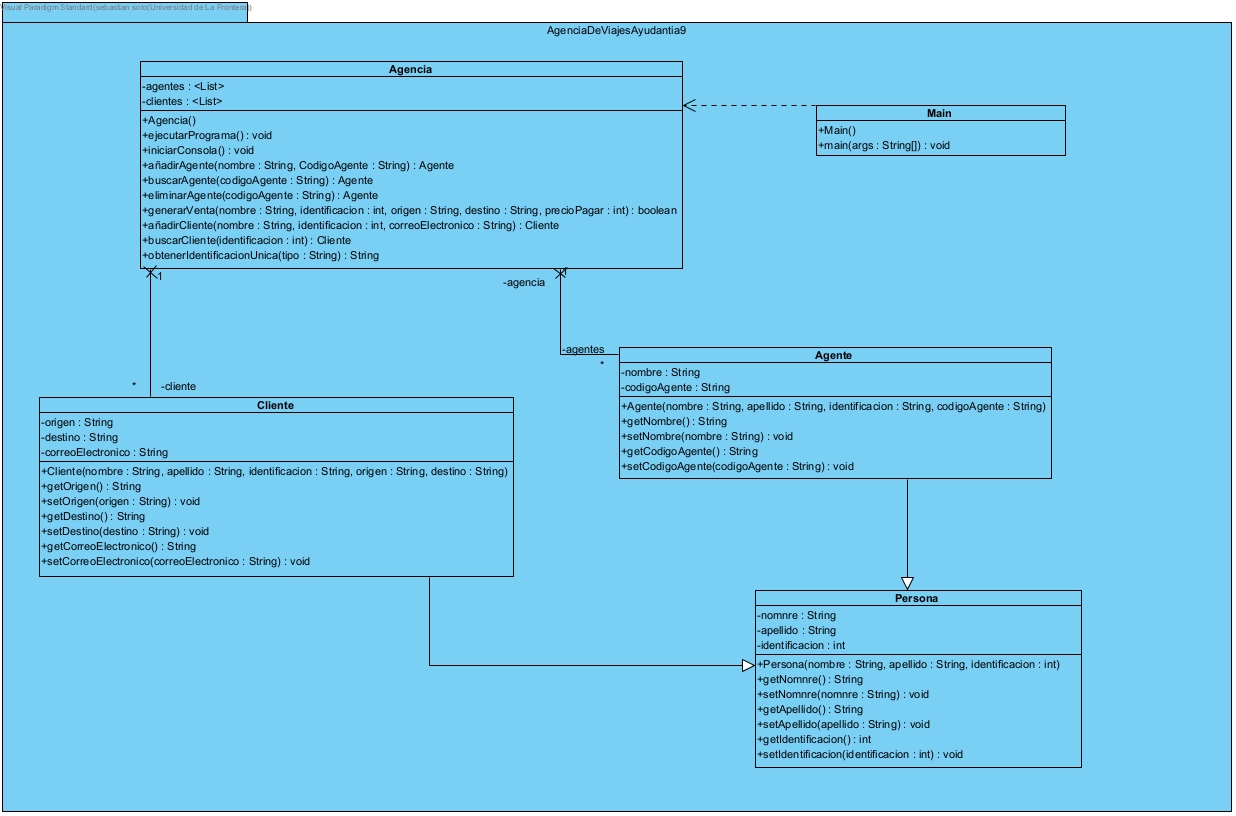 Visual Paradigm Standard(sebastian soto(Universidad de La Frontera))
AgenciaDeViajesAyudantia9
Agencia
-agentes : <List>
-clientes : <List>
+Agencia()
+ejecutarPrograma() : void
+iniciarConsola() : void
+añadirAgente(nombre : String, CodigoAgente : String) : Agente
+buscarAgente(codigoAgente : String) : Agente
+eliminarAgente(codigoAgente : String) : Agente
+generarVenta(nombre : String, identificacion : int, origen : String, destino : String, precioPagar : int) : boolean
+añadirCliente(nombre : String, identificacion : int, correoElectronico : String) : Cliente
+buscarCliente(identificacion : int) : Cliente
+obtenerIdentificacionUnica(tipo : String) : String
Main
+Main()
+main(args : String[]) : void
1
1
-agencia
-agentes
*
* -cliente
Agente
-nombre : String
-codigoAgente : String
+Agente(nombre : String, apellido : String, identificacion : String, codigoAgente : String)
+getNombre() : String
+setNombre(nombre : String) : void
+getCodigoAgente() : String
+setCodigoAgente(codigoAgente : String) : void
Cliente
-origen : String
-destino : String
-correoElectronico : String
+Cliente(nombre : String, apellido : String, identificacion : String, origen : String, destino : String)
+getOrigen() : String
+setOrigen(origen : String) : void
+getDestino() : String
+setDestino(destino : String) : void
+getCorreoElectronico() : String
+setCorreoElectronico(correoElectronico : String) : void
Persona
-nomnre : String
-apellido : String
-identificacion : int
+Persona(nombre : String, apellido : String, identificacion : int)
+getNomnre() : String
+setNomnre(nomnre : String) : void
+getApellido() : String
+setApellido(apellido : String) : void
+getIdentificacion() : int
+setIdentificacion(identificacion : int) : void